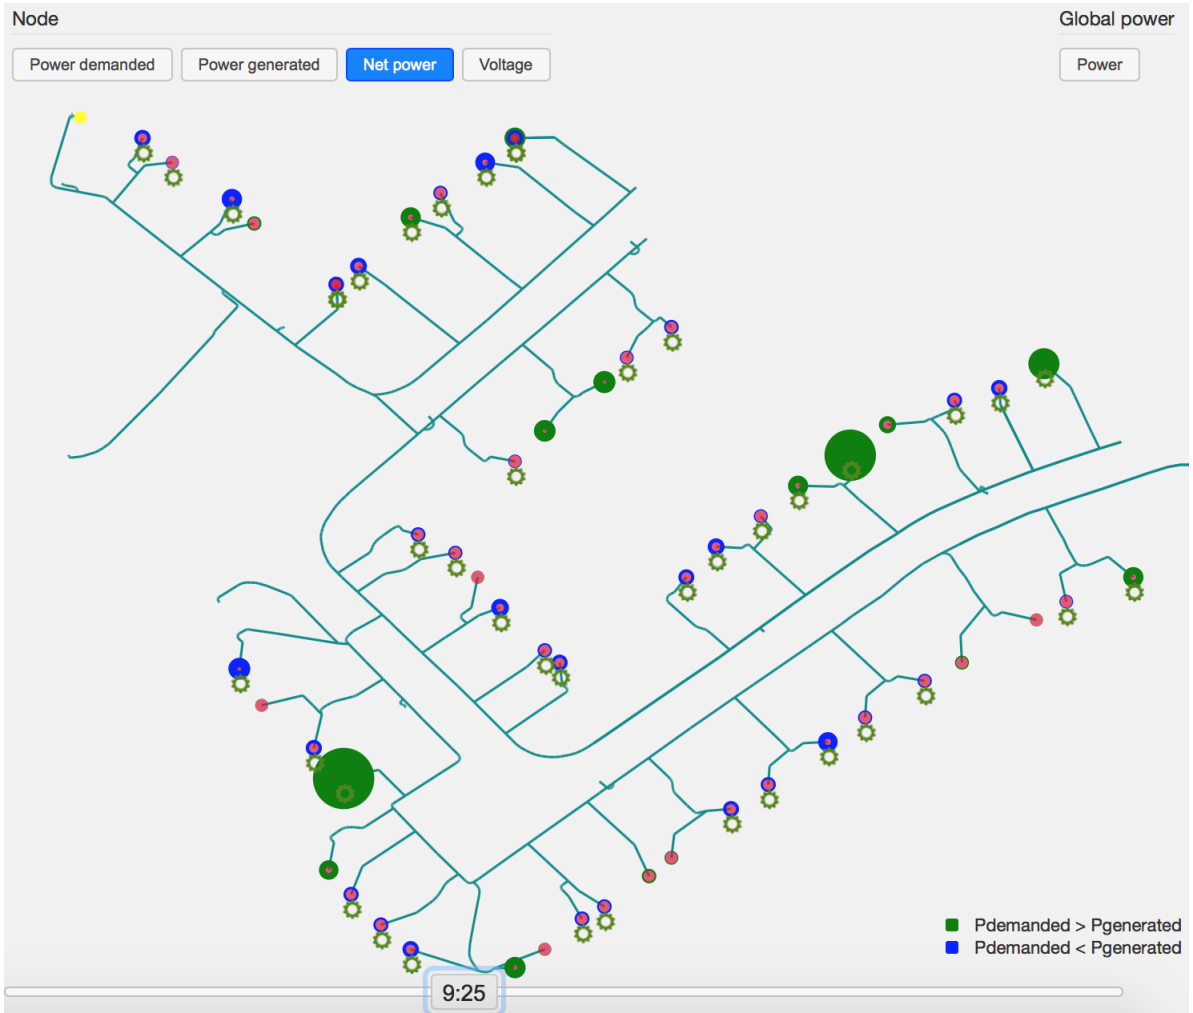 Node
Global power
Power demanded
Power generated
Net power
Voltage
Power
Pdemanded > Pgenerated
Pdemanded < Pgenerated
9:25